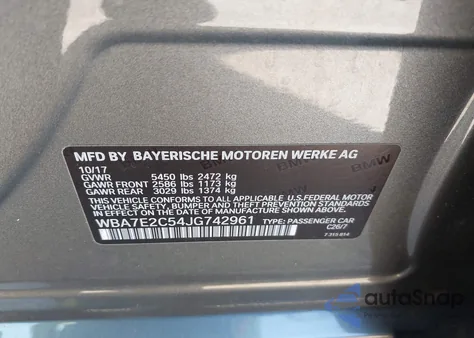 MFD BY BAYERISCHE MOTOREN WERKE AG
10/17
GVWR 5450 lbs 2472 kg
GAWR FRONT 2586 lbs 1173 kg
GAWR REAR 3029 lbs 1374 kg
THIS VEHICLE CONFORMS TO ALL APPLICABLE U.S. FEDERAL MOTOR
VEHICLE SAFETY, BUMPER AND THEFT PREVENTION STANDARDS
IN EFFECT ON THE DATE OF MANUFACTURE SHOWN ABOVE.
WBA7E2C54JG742961 TYPE: PASSENGER CAR
C26/7
BMW
autoSnap